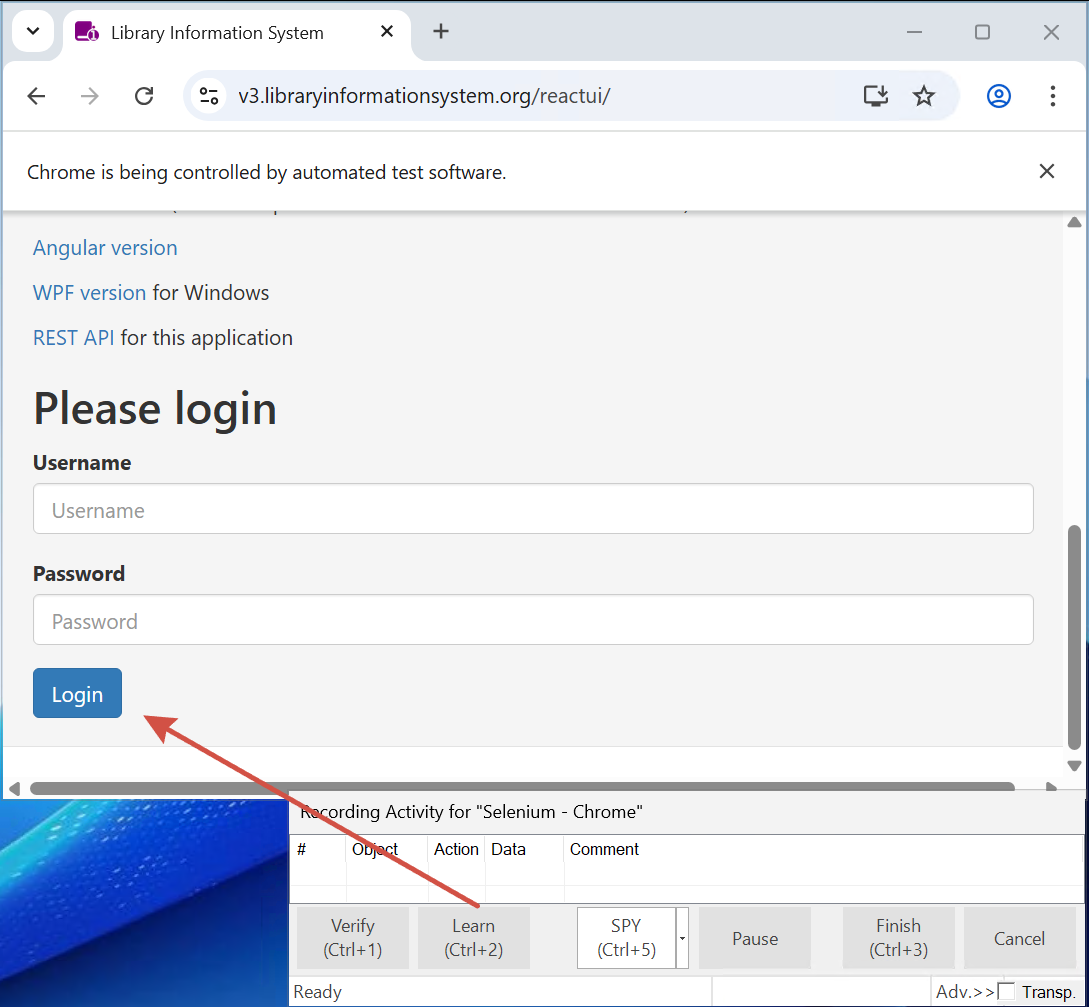 Library Information System
v3.libraryinformationsystem.org/reactui/
Chrome is being controlled by automated test software.
Angular version
WPF version for Windows
REST API for this application
Please login
Username
Username
Password
Password
Login
Recording Activity for "Selenium - Chrome"
# Object Action Data Comment
Verify (Ctrl+1) Learn (Ctrl+2) SPY (Ctrl+5) Pause Finish (Ctrl+3) Cancel
Ready Adv.>> Transp.